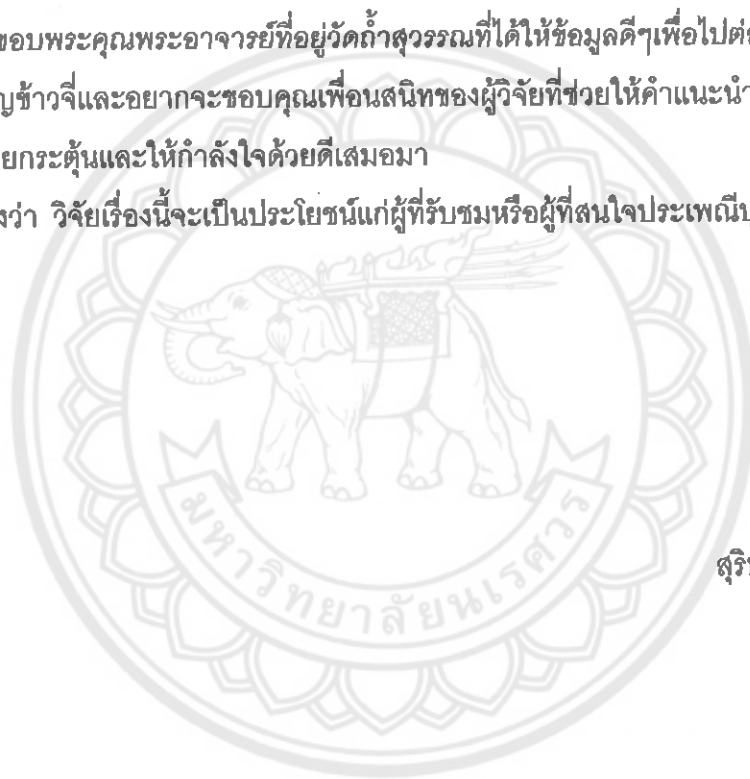 ขอบพระคุณพระอาจารย์ที่อยู่วัดถ้ำสุวรรณที่ได้ให้ข้อมูลดีๆเพื่อไปต่
ญข้าวจี่และอยากจะขอบคุณเพื่อนสนิทของผู้วิจัยที่ช่วยให้คำแนะนำ
ยกระตุ้นและให้กำลังใจด้วยดีเสมอมา
งว่า วิจัยเรื่องนี้จะเป็นประโยชน์แก่ผู้ที่รับชมหรือผู้ที่สนใจประเพณีบุ
สุริ
มหาวิทยาลัยนเรศวร